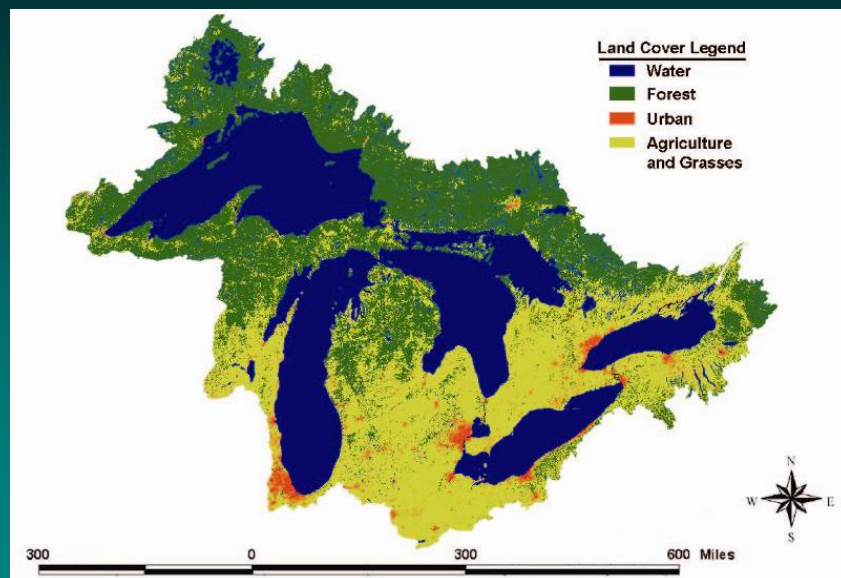 Land Cover Legend
Water
Forest
Urban
Agriculture
and Grasses
N
W E
S
300 0 300 600 Miles